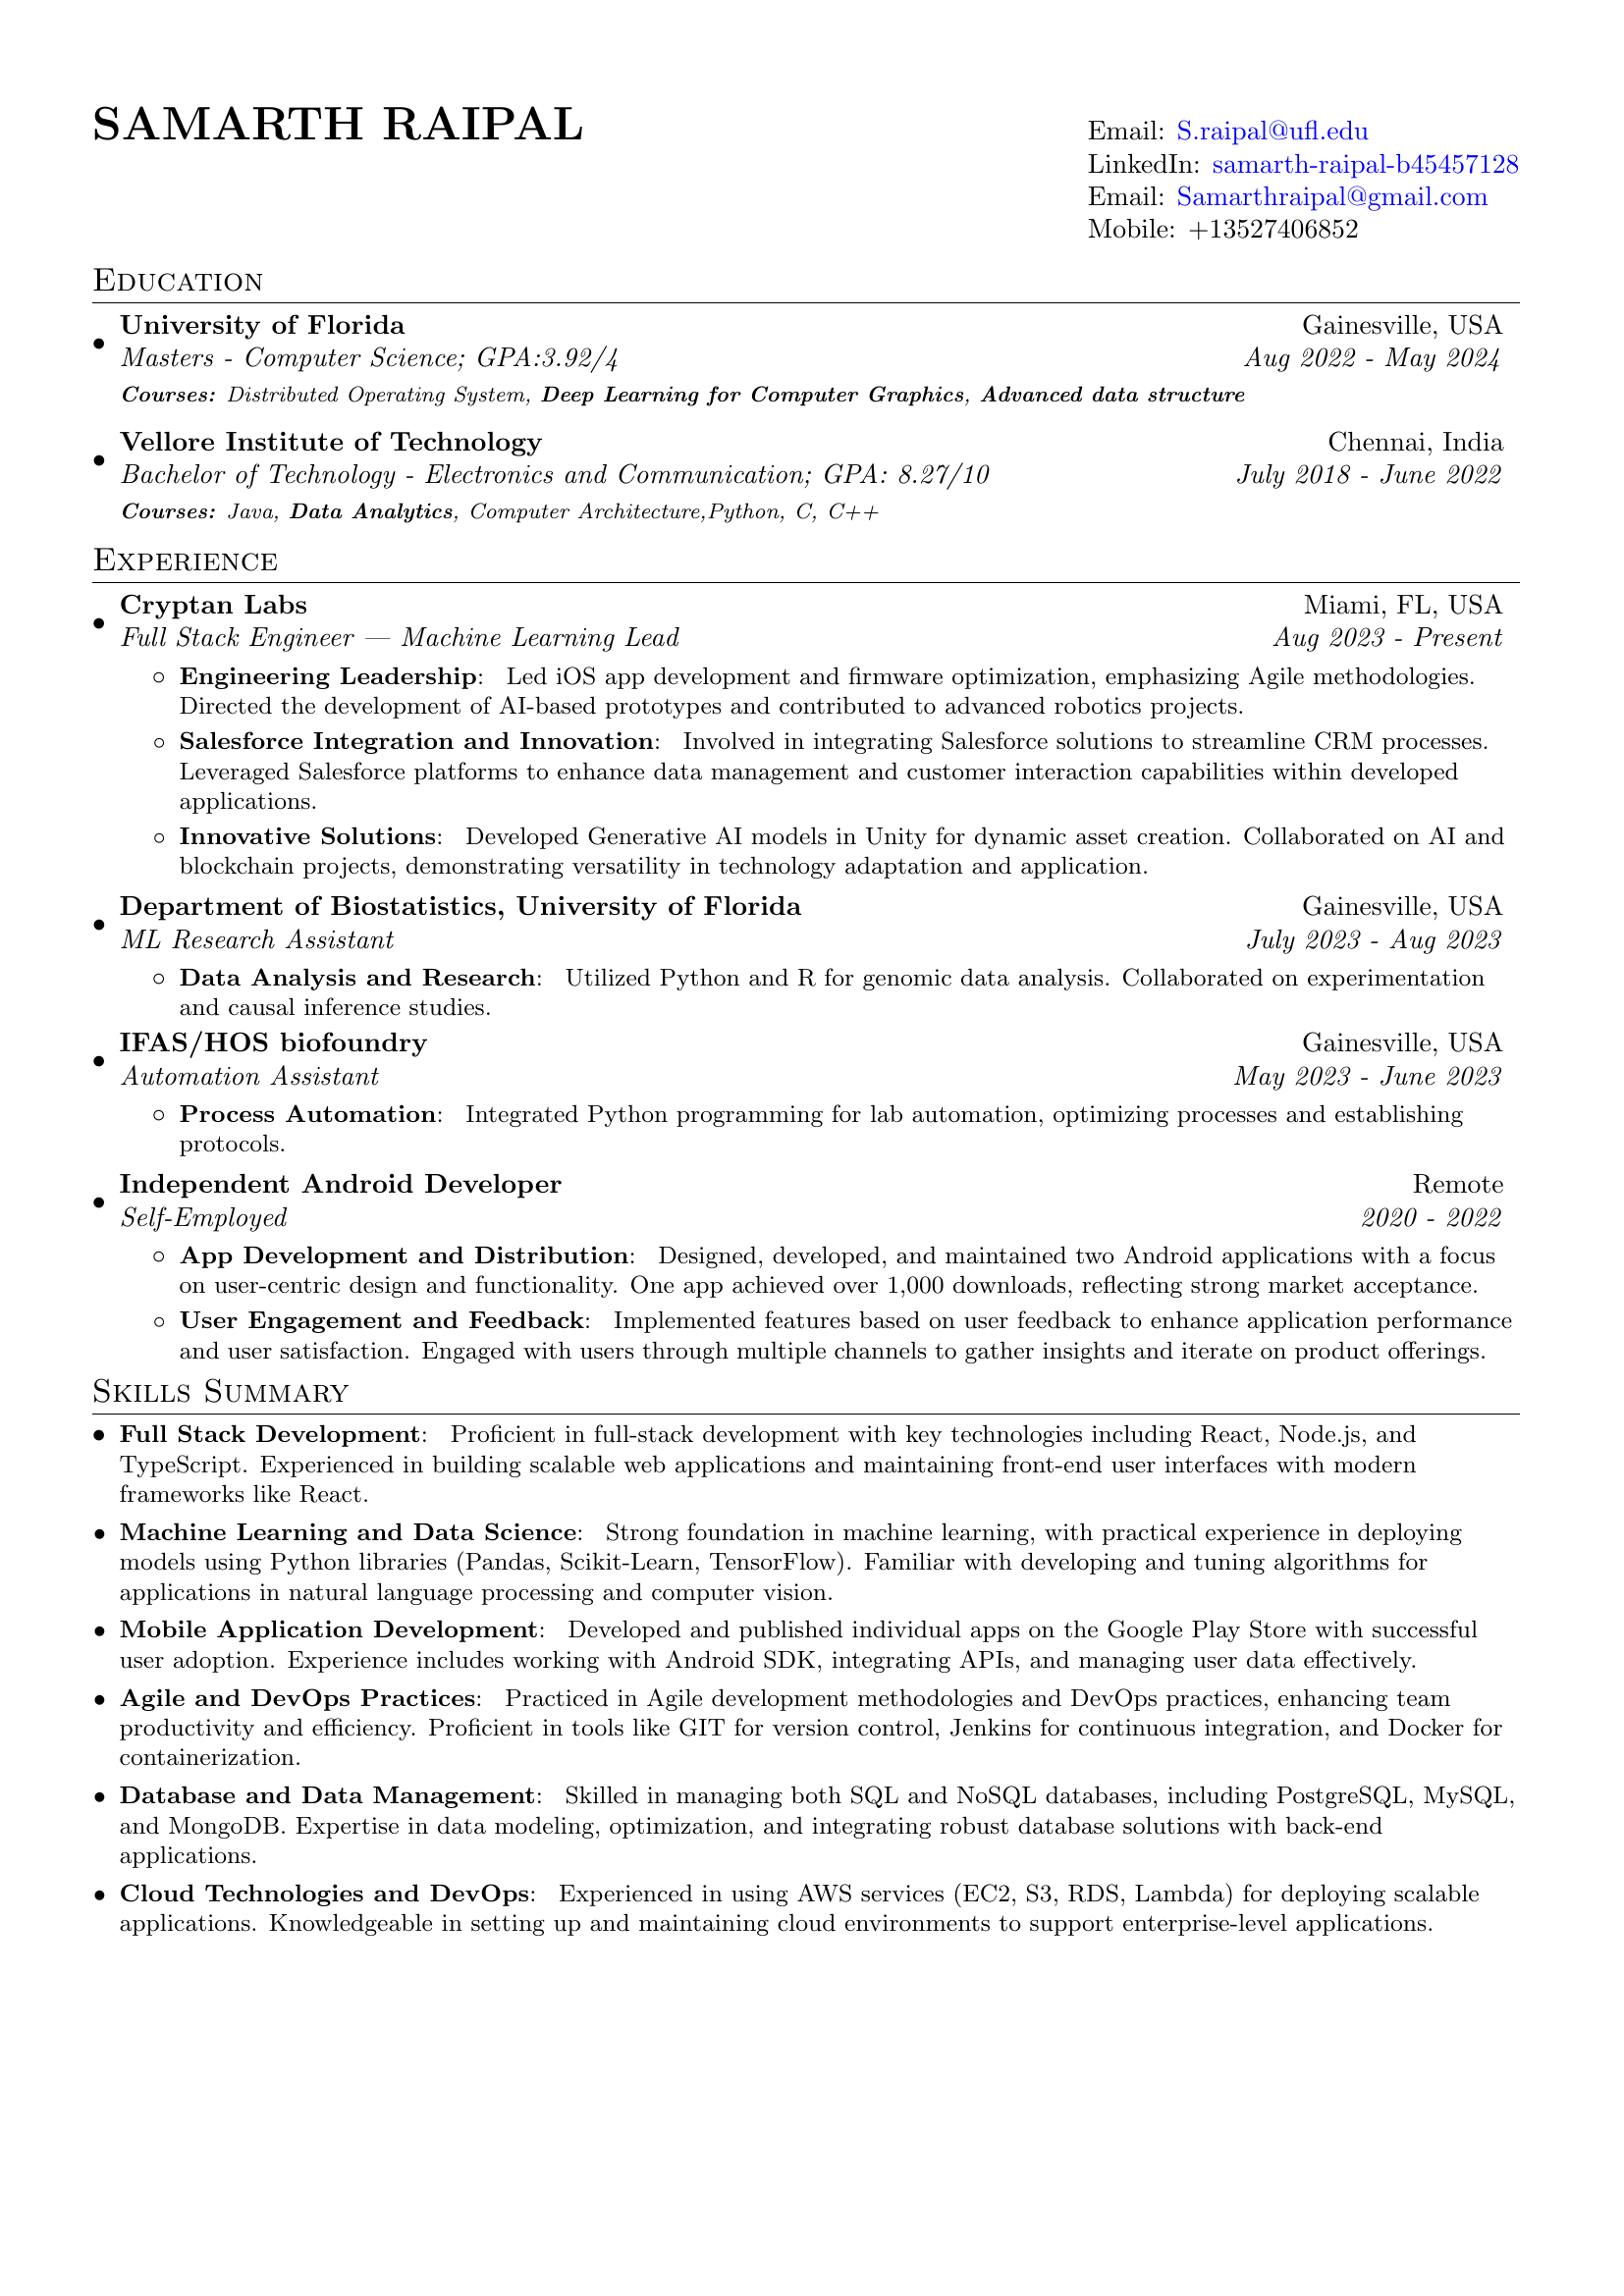 SAMARTH RAIPAL
Email: S.raipal@ufl.edu
LinkedIn: samarth-raipal-b45457128
Email: Samarthraipal@gmail.com
Mobile: +13527406852
Education
• University of Florida Gainesville, USA
Masters - Computer Science; GPA:3.92/4 Aug 2022 - May 2024
Courses: Distributed Operating System, Deep Learning for Computer Graphics, Advanced data structure
• Vellore Institute of Technology Chennai, India
Bachelor of Technology - Electronics and Communication; GPA: 8.27/10 July 2018 - June 2022
Courses: Java, Data Analytics, Computer Architecture,Python, C, C++
Experience
• Cryptan Labs Miami, FL, USA
Full Stack Engineer — Machine Learning Lead Aug 2023 - Present
◦ Engineering Leadership: Led iOS app development and firmware optimization, emphasizing Agile methodologies.
Directed the development of AI-based prototypes and contributed to advanced robotics projects.
◦ Salesforce Integration and Innovation: Involved in integrating Salesforce solutions to streamline CRM processes.
Leveraged Salesforce platforms to enhance data management and customer interaction capabilities within developed
applications.
◦ Innovative Solutions: Developed Generative AI models in Unity for dynamic asset creation. Collaborated on AI and
blockchain projects, demonstrating versatility in technology adaptation and application.
• Department of Biostatistics, University of Florida Gainesville, USA
ML Research Assistant July 2023 - Aug 2023
◦ Data Analysis and Research: Utilized Python and R for genomic data analysis. Collaborated on experimentation
and causal inference studies.
• IFAS/HOS biofoundry Gainesville, USA
Automation Assistant May 2023 - June 2023
◦ Process Automation: Integrated Python programming for lab automation, optimizing processes and establishing
protocols.
• Independent Android Developer Remote
Self-Employed 2020 - 2022
◦ App Development and Distribution: Designed, developed, and maintained two Android applications with a focus
on user-centric design and functionality. One app achieved over 1,000 downloads, reflecting strong market acceptance.
◦ User Engagement and Feedback: Implemented features based on user feedback to enhance application performance
and user satisfaction. Engaged with users through multiple channels to gather insights and iterate on product offerings.
Skills Summary
• Full Stack Development: Proficient in full-stack development with key technologies including React, Node.js, and
TypeScript. Experienced in building scalable web applications and maintaining front-end user interfaces with modern
frameworks like React.
• Machine Learning and Data Science: Strong foundation in machine learning, with practical experience in deploying
models using Python libraries (Pandas, Scikit-Learn, TensorFlow). Familiar with developing and tuning algorithms for
applications in natural language processing and computer vision.
• Mobile Application Development: Developed and published individual apps on the Google Play Store with successful
user adoption. Experience includes working with Android SDK, integrating APIs, and managing user data effectively.
• Agile and DevOps Practices: Practiced in Agile development methodologies and DevOps practices, enhancing team
productivity and efficiency. Proficient in tools like GIT for version control, Jenkins for continuous integration, and Docker for
containerization.
• Database and Data Management: Skilled in managing both SQL and NoSQL databases, including PostgreSQL, MySQL,
and MongoDB. Expertise in data modeling, optimization, and integrating robust database solutions with back-end
applications.
• Cloud Technologies and DevOps: Experienced in using AWS services (EC2, S3, RDS, Lambda) for deploying scalable
applications. Knowledgeable in setting up and maintaining cloud environments to support enterprise-level applications.